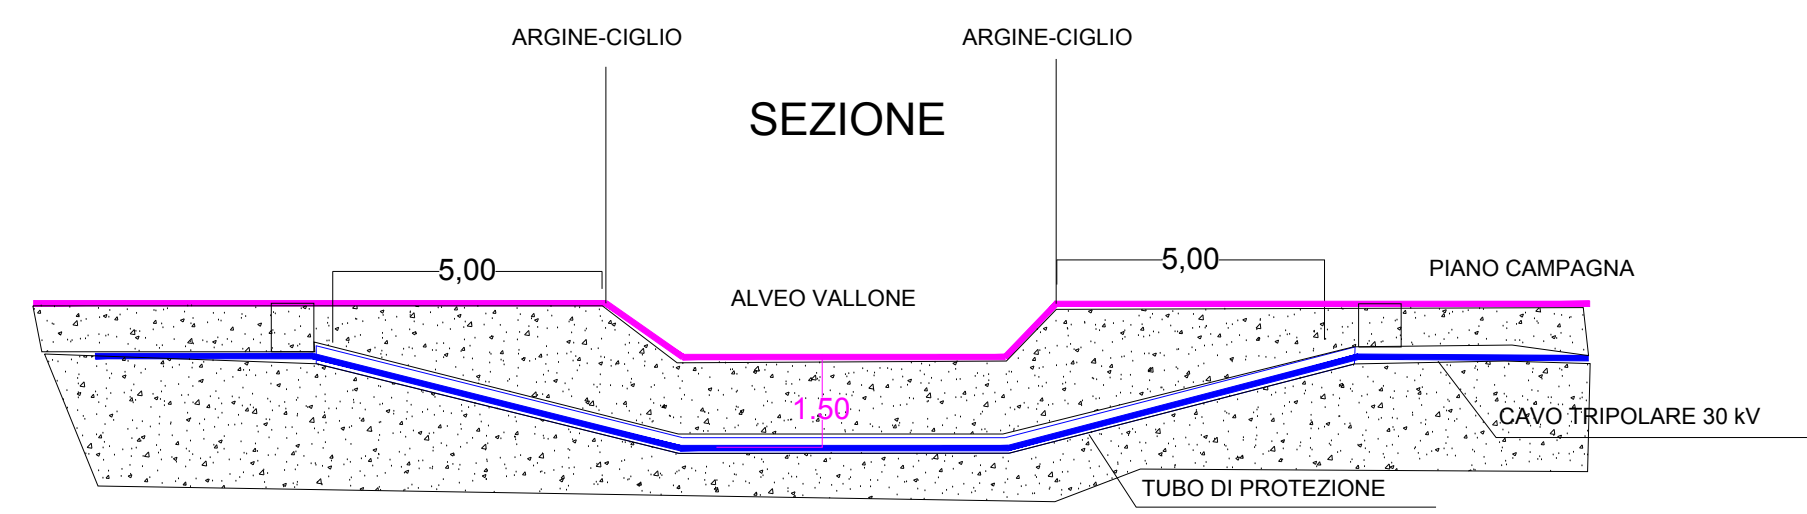 ARGINE-CIGLIO
ARGINE-CIGLIO
SEZIONE
5,00
5,00
PIANO CAMPAGNA
ALVEO VALLONE
1.50
CAVO TRIPOLARE 30 kV
TUBO DI PROTEZIONE